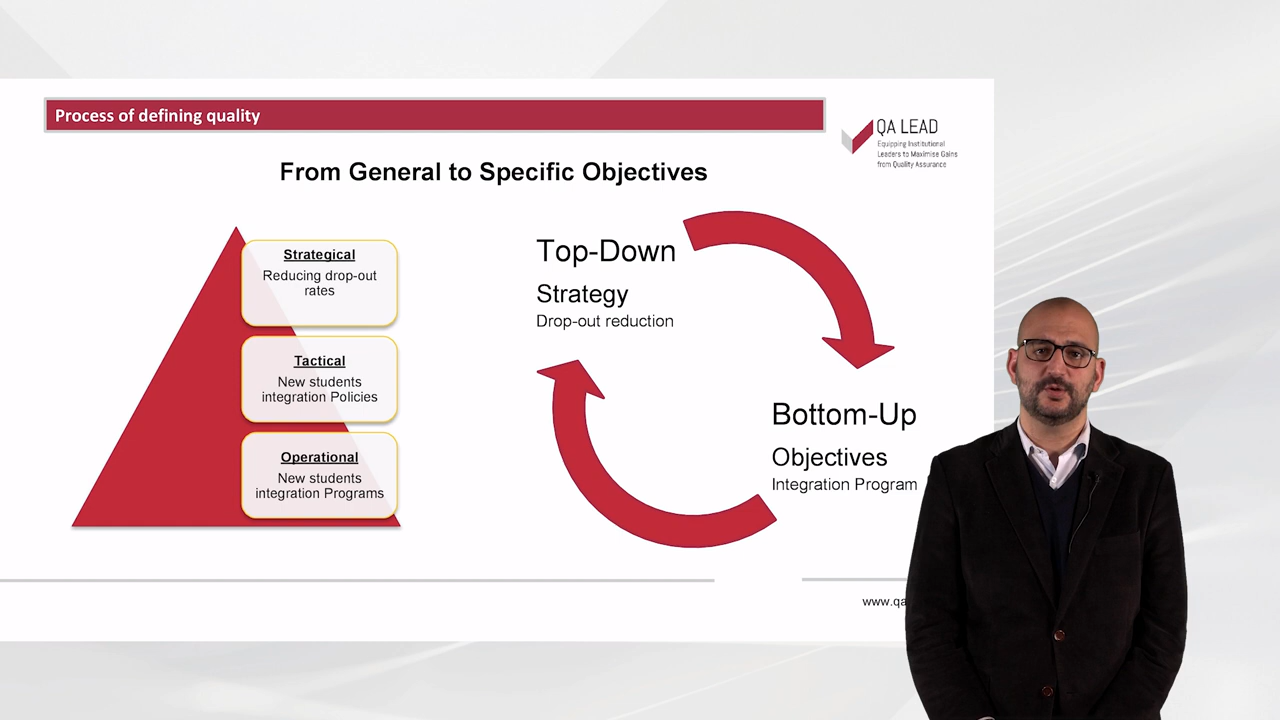 Process of defining quality
QA LEAD
Equipping Institutional
Leaders to Maximise Gains
from Quality Assurance
From General to Specific Objectives
Strategical
Reducing drop-out
rates
Tactical
New students
integration Policies
Operational
New students
integration Programs
Top-Down
Strategy
Drop-out reduction
Bottom-Up
Objectives
Integration Program